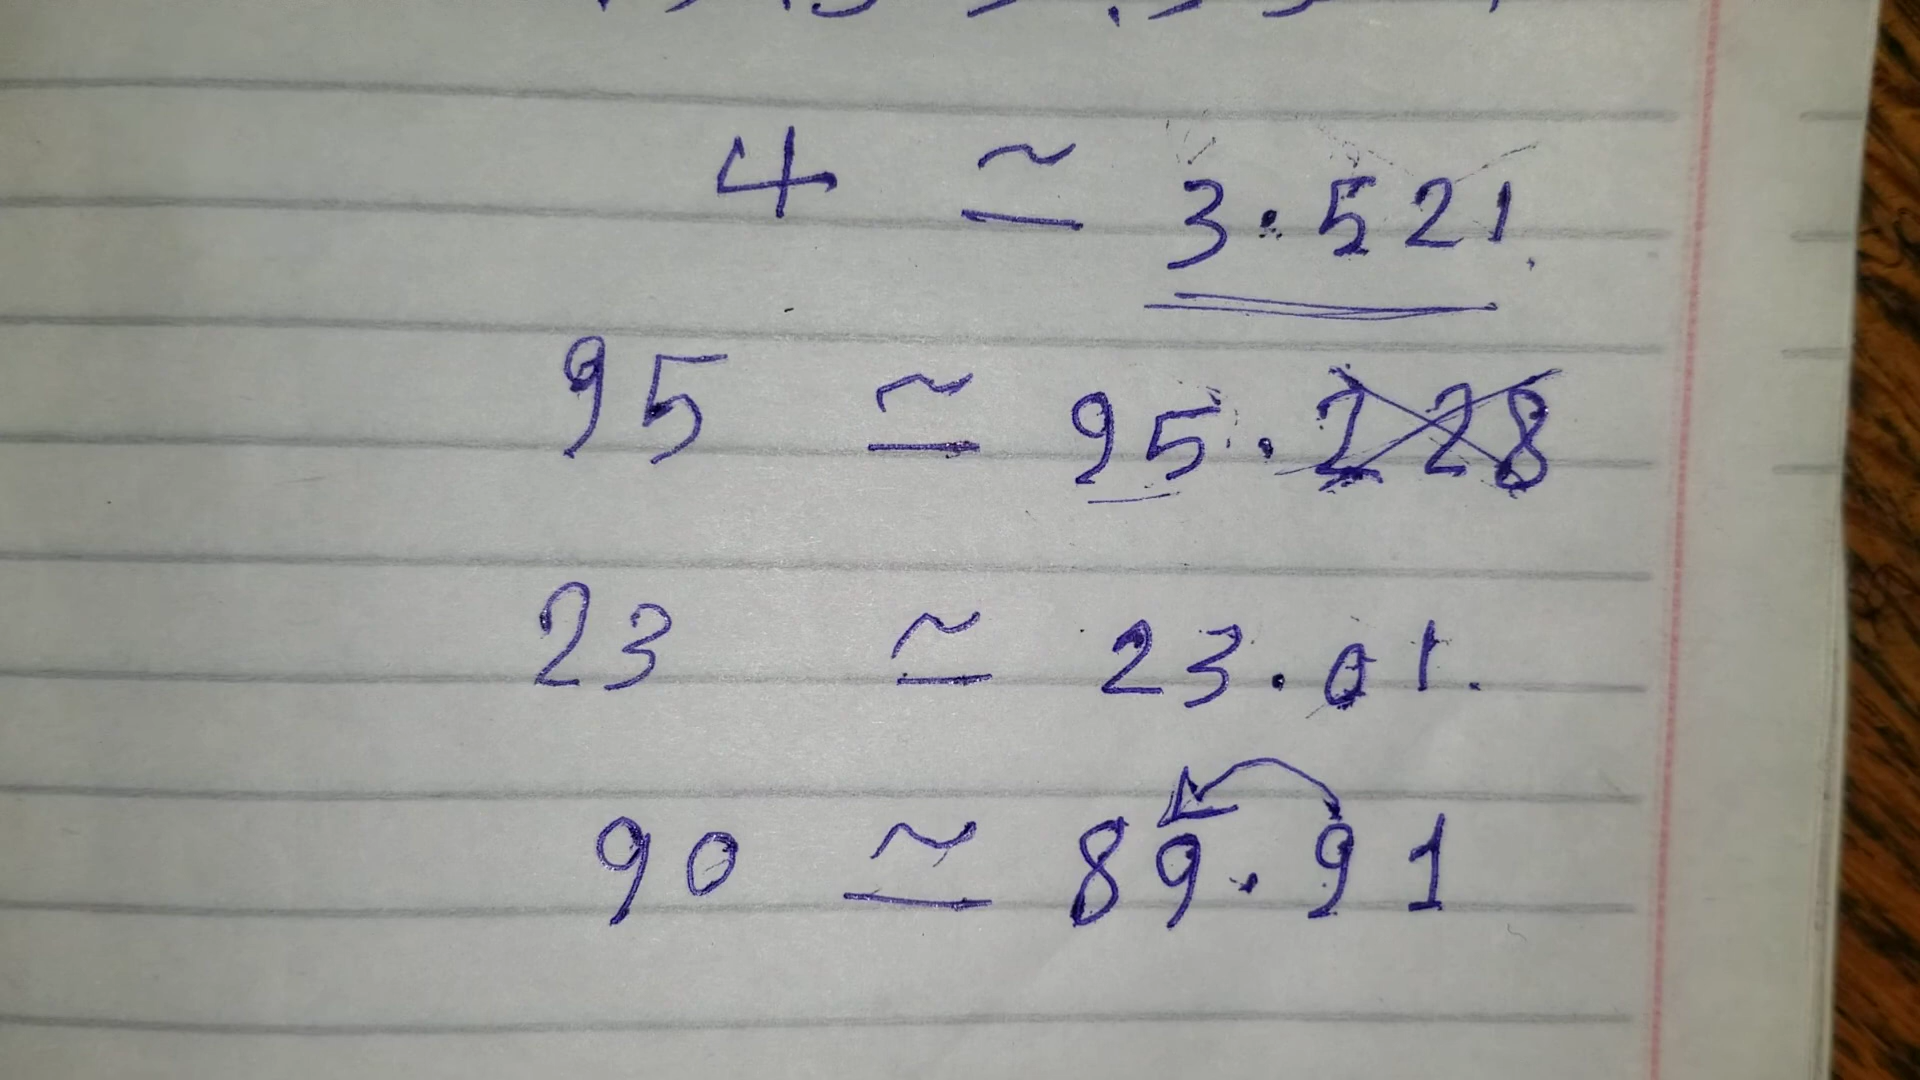 4 ≃ 3.521
95 ≃ 95.228
23 ≃ 23.01
90 ≃ 89.91